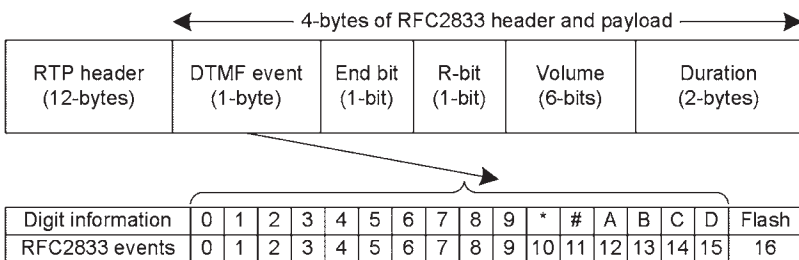 4-bytes of RFC2833 header and payload
RTP header DTMF event End bit R-bit Volume Duration
(12-bytes) (1-byte) (1-bit) (1-bit) (6-bits) (2-bytes)
Digit information 0 1 2 3 4 5 6 7 8 9 * # A B C D Flash
RFC2833 events 0 1 2 3 4 5 6 7 8 9 10 11 12 13 14 15 16